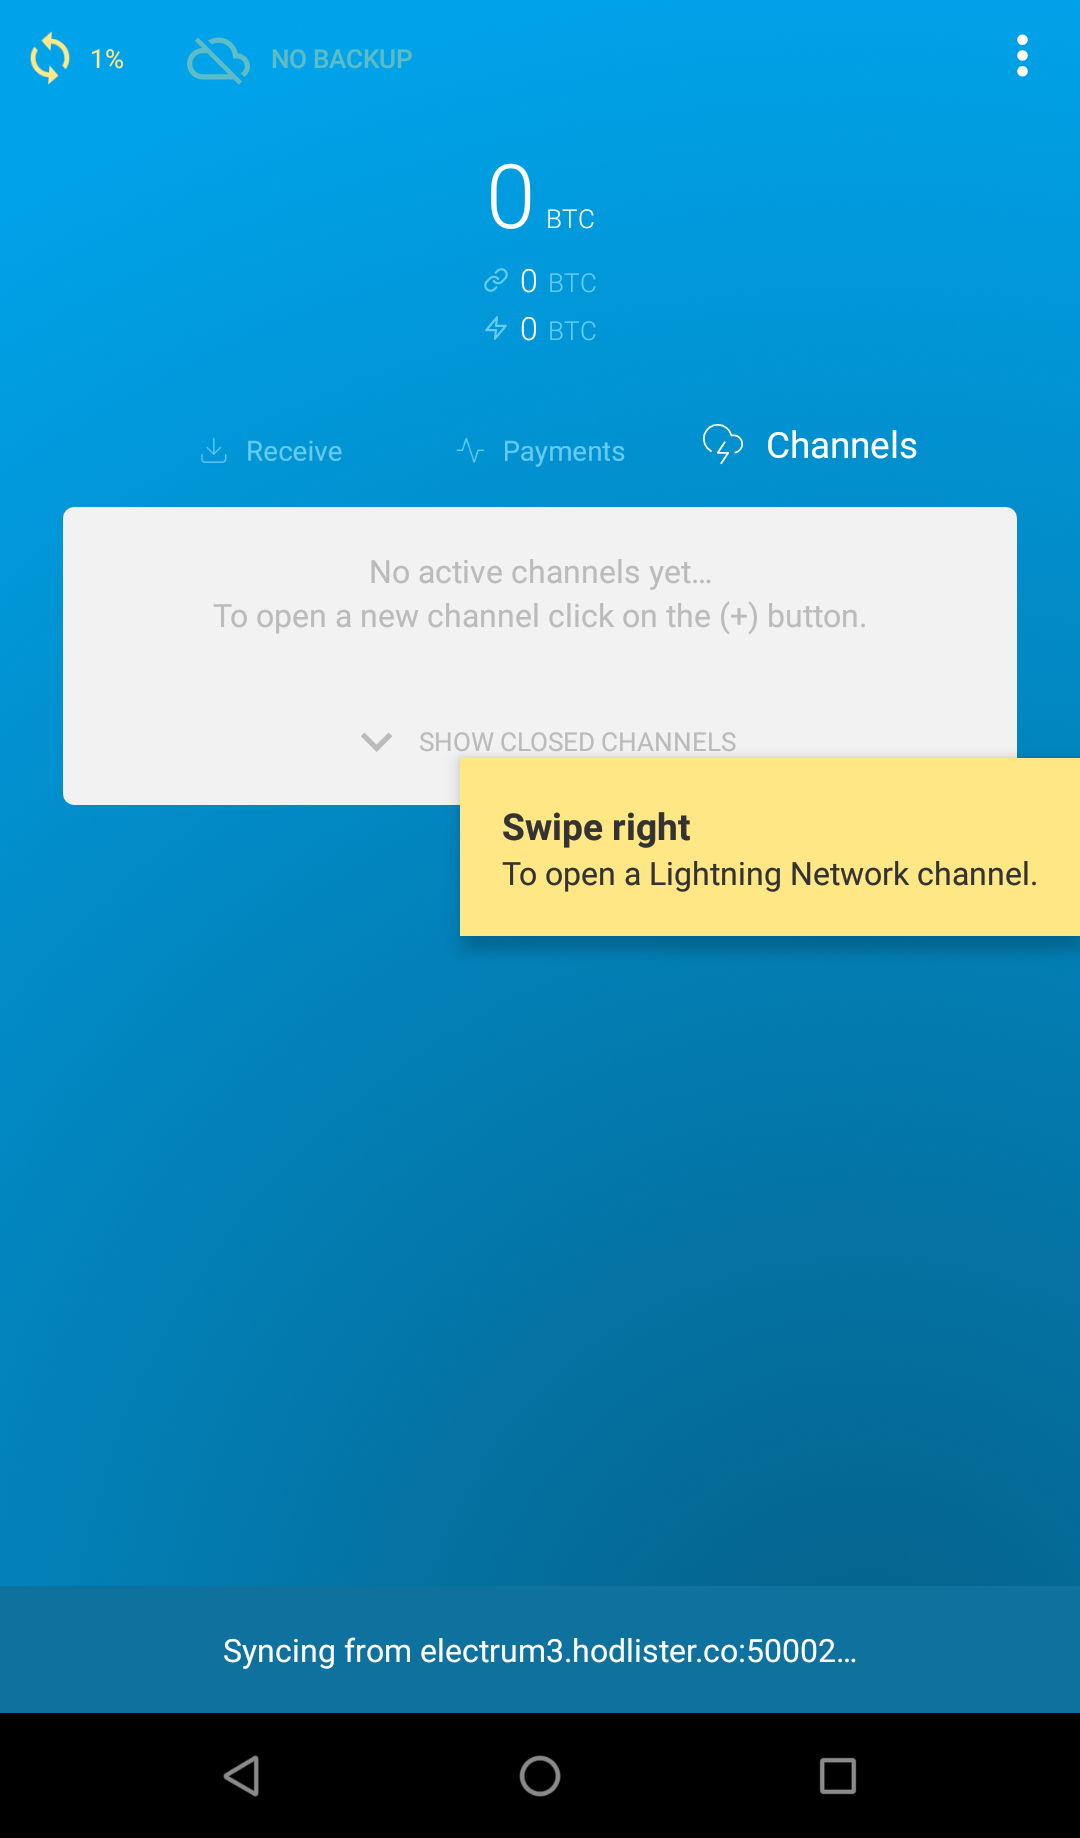 1%
NO BACKUP
0 BTC
0 BTC
0 BTC
Receive
Payments
Channels
No active channels yet...
To open a new channel click on the (+) button.
SHOW CLOSED CHANNELS
Swipe right
To open a Lightning Network channel.
Syncing from electrum3.hodlister.co:50002...